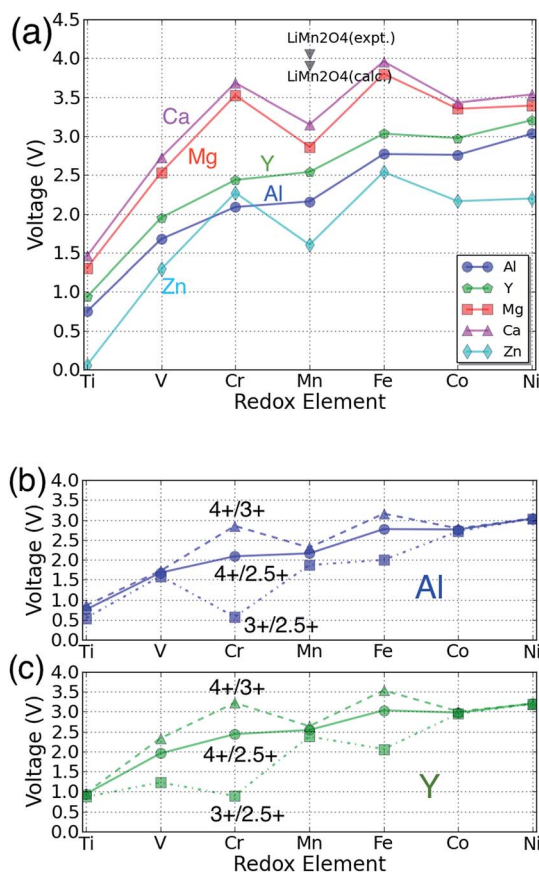 (a)
4.5
4.0
3.5
3.0
2.5
2.0
1.5
1.0
0.5
0.0
Voltage (V)
LiMn2O4(expt.)
LiMn2O4(calc.)
Ca
Mg
Y
Al
Zn
Al
Y
Mg
Ca
Zn
Ti V Cr Mn Fe Co Ni
Redox Element
(b)
4.0
3.5
3.0
2.5
2.0
1.5
1.0
0.5
0.0
Voltage (V)
4+/3+
4+/2.5+
3+/2.5+
Al
Ti V Cr Mn Fe Co Ni
(c)
4.0
3.5
3.0
2.5
2.0
1.5
1.0
0.5
0.0
Voltage (V)
4+/3+
4+/2.5+
3+/2.5+
Y
Ti V Cr Mn Fe Co Ni
Redox Element